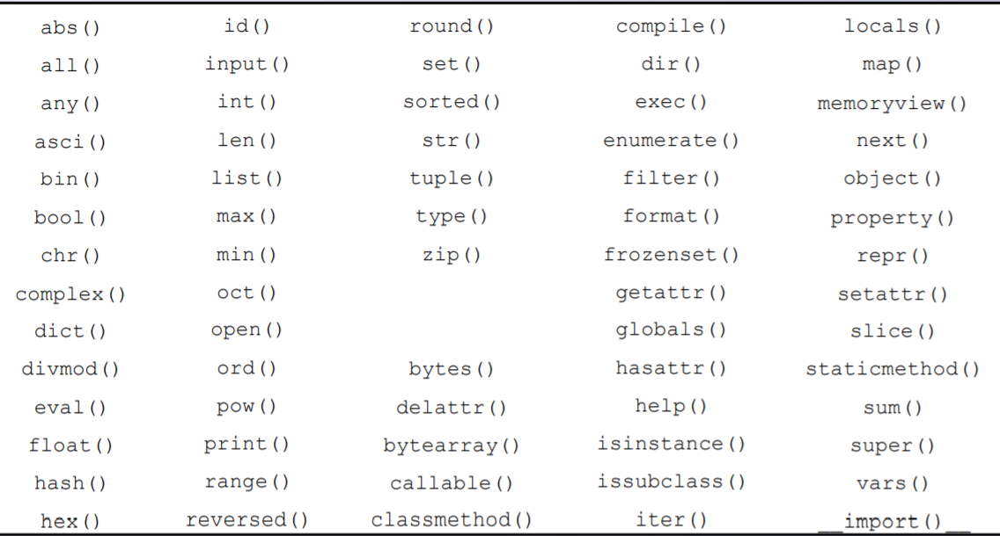 abs() id() round() compile() locals()
all() input() set() dir() map()
any() int() sorted() exec() memoryview()
asci() len() str() enumerate() next()
bin() list() tuple() filter() object()
bool() max() type() format() property()
chr() min() zip() frozenset() repr()
complex() oct() getattr() setattr()
dict() open() globals() slice()
divmod() ord() bytes() hasattr() staticmethod()
eval() pow() delattr() help() sum()
float() print() bytearray() isinstance() super()
hash() range() callable() issubclass() vars()
hex() reversed() classmethod() iter() __import()__